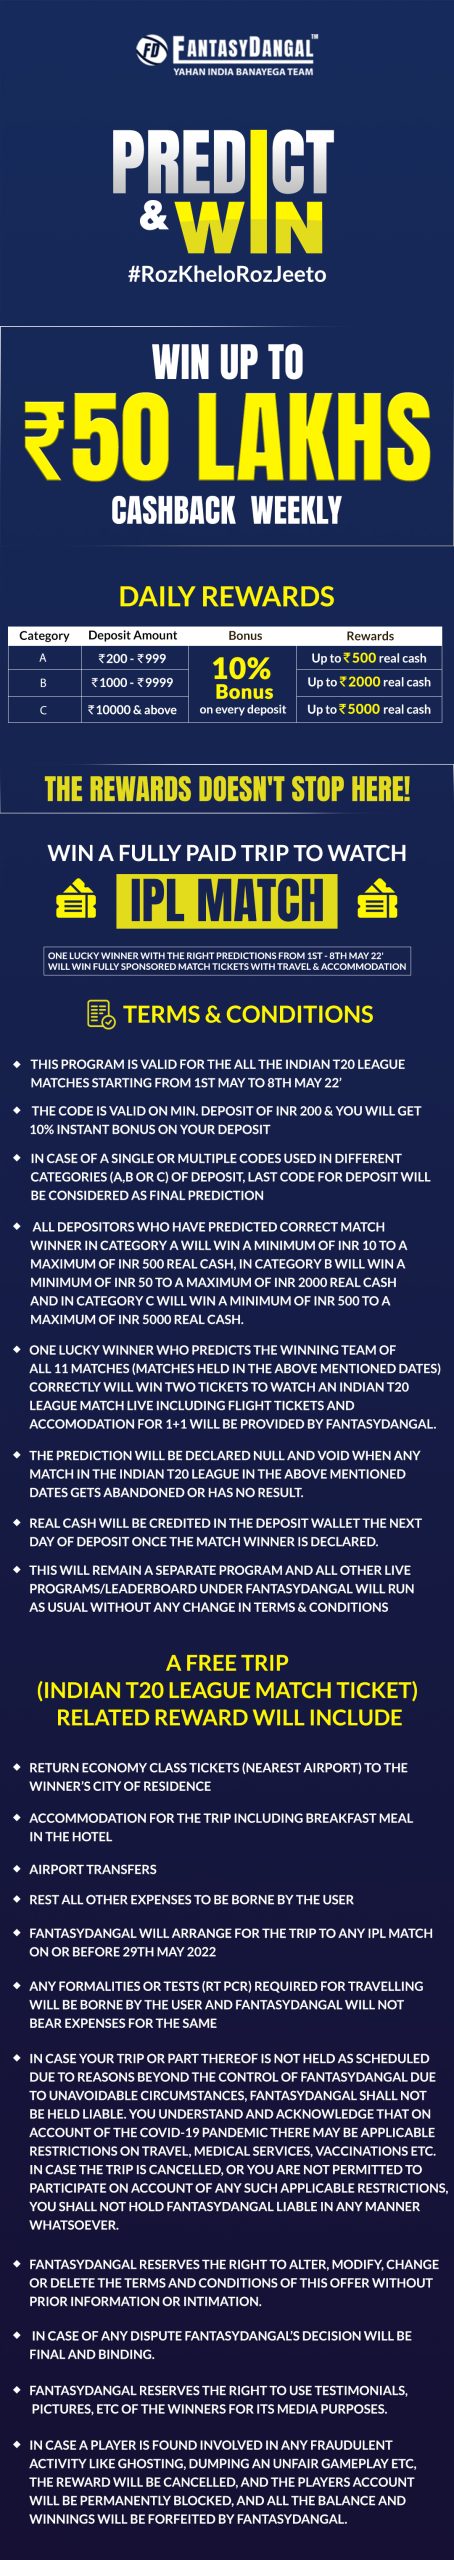 FD FANTASYDANGAL™
YAHAN INDIA BANAYEGA TEAM
PREDICT
& WIN
#RozKheloRozJeeto
WIN UP TO
₹50 LAKHS
CASHBACK WEEKLY
DAILY REWARDS
Category Deposit Amount Bonus Rewards
A ₹200 - ₹999 Up to ₹500 real cash
B ₹1000 - ₹9999 Up to ₹2000 real cash
C ₹10000 & above Up to ₹5000 real cash
10%
Bonus
on every deposit
THE REWARDS DOESN'T STOP HERE!
WIN A FULLY PAID TRIP TO WATCH
IPL MATCH
ONE LUCKY WINNER WITH THE RIGHT PREDICTIONS FROM 1ST - 8TH MAY 22'
WILL WIN FULLY SPONSORED MATCH TICKETS WITH TRAVEL & ACCOMMODATION
TERMS & CONDITIONS
THIS PROGRAM IS VALID FOR THE ALL THE INDIAN T20 LEAGUE
MATCHES STARTING FROM 1ST MAY TO 8TH MAY 22'
THE CODE IS VALID ON MIN. DEPOSIT OF INR 200 & YOU WILL GET
10% INSTANT BONUS ON YOUR DEPOSIT
IN CASE OF A SINGLE OR MULTIPLE CODES USED IN DIFFERENT
CATEGORIES (A,B OR C) OF DEPOSIT, LAST CODE FOR DEPOSIT WILL
BE CONSIDERED AS FINAL PREDICTION
ALL DEPOSITORS WHO HAVE PREDICTED CORRECT MATCH
WINNER IN CATEGORY A WILL WIN A MINIMUM OF INR 10 TO A
MAXIMUM OF INR 500 REAL CASH, IN CATEGORY B WILL WIN A
MINIMUM OF INR 50 TO A MAXIMUM OF INR 2000 REAL CASH
AND IN CATEGORY C WILL WIN A MINIMUM OF INR 500 TO A
MAXIMUM OF INR 5000 REAL CASH.
ONE LUCKY WINNER WHO PREDICTS THE WINNING TEAM OF
ALL 11 MATCHES (MATCHES HELD IN THE ABOVE MENTIONED DATES)
CORRECTLY WILL WIN TWO TICKETS TO WATCH AN INDIAN T20
LEAGUE MATCH LIVE INCLUDING FLIGHT TICKETS AND
ACCOMODATION FOR 1+1 WILL BE PROVIDED BY FANTASYDANGAL.
THE PREDICTION WILL BE DECLARED NULL AND VOID WHEN ANY
MATCH IN THE INDIAN T20 LEAGUE IN THE ABOVE MENTIONED
DATES GETS ABANDONED OR HAS NO RESULT.
REAL CASH WILL BE CREDITED IN THE DEPOSIT WALLET THE NEXT
DAY OF DEPOSIT ONCE THE MATCH WINNER IS DECLARED.
THIS WILL REMAIN A SEPARATE PROGRAM AND ALL OTHER LIVE
PROGRAMS/LEADERBOARD UNDER FANTASYDANGAL WILL RUN
AS USUAL WITHOUT ANY CHANGE IN TERMS & CONDITIONS
A FREE TRIP
(INDIAN T20 LEAGUE MATCH TICKET)
RELATED REWARD WILL INCLUDE
RETURN ECONOMY CLASS TICKETS (NEAREST AIRPORT) TO THE
WINNER'S CITY OF RESIDENCE
ACCOMMODATION FOR THE TRIP INCLUDING BREAKFAST MEAL
IN THE HOTEL
AIRPORT TRANSFERS
REST ALL OTHER EXPENSES TO BE BORNE BY THE USER
FANTASYDANGAL WILL ARRANGE FOR THE TRIP TO ANY IPL MATCH
ON OR BEFORE 29TH MAY 2022
ANY FORMALITIES OR TESTS (RT PCR) REQUIRED FOR TRAVELLING
WILL BE BORNE BY THE USER AND FANTASYDANGAL WILL NOT
BEAR EXPENSES FOR THE SAME
IN CASE YOUR TRIP OR PART THEREOF IS NOT HELD AS SCHEDULED
DUE TO REASONS BEYOND THE CONTROL OF FANTASYDANGAL DUE
TO UNAVOIDABLE CIRCUMSTANCES, FANTASYDANGAL SHALL NOT
BE HELD LIABLE. YOU UNDERSTAND AND ACKNOWLEDGE THAT ON
ACCOUNT OF THE COVID-19 PANDEMIC THERE MAY BE APPLICABLE
RESTRICTIONS ON TRAVEL, MEDICAL SERVICES, VACCINATIONS ETC.
IN CASE THE TRIP IS CANCELLED, OR YOU ARE NOT PERMITTED TO
PARTICIPATE ON ACCOUNT OF ANY SUCH APPLICABLE RESTRICTIONS,
YOU SHALL NOT HOLD FANTASYDANGAL LIABLE IN ANY MANNER
WHATSOEVER.
FANTASYDANGAL RESERVES THE RIGHT TO ALTER, MODIFY, CHANGE
OR DELETE THE TERMS AND CONDITIONS OF THIS OFFER WITHOUT
PRIOR INFORMATION OR INTIMATION.
IN CASE OF ANY DISPUTE FANTASYDANGAL'S DECISION WILL BE
FINAL AND BINDING.
FANTASYDANGAL RESERVES THE RIGHT TO USE TESTIMONIALS,
PICTURES, ETC OF THE WINNERS FOR ITS MEDIA PURPOSES.
IN CASE A PLAYER IS FOUND INVOLVED IN ANY FRAUDULENT
ACTIVITY LIKE GHOSTING, DUMPING AN UNFAIR GAMEPLAY ETC,
THE REWARD WILL BE CANCELLED, AND THE PLAYERS ACCOUNT
WILL BE PERMANENTLY BLOCKED, AND ALL THE BALANCE AND
WINNINGS WILL BE FORFEITED BY FANTASYDANGAL.